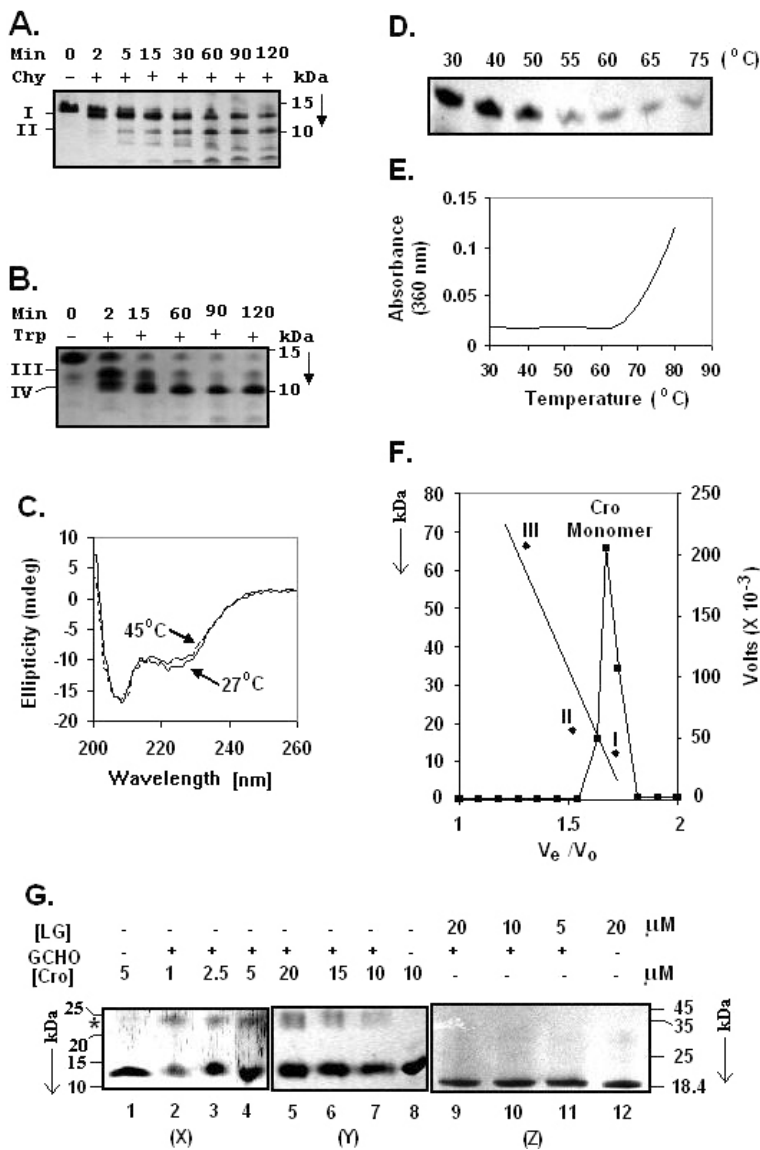 A.
Min 0 2 5 15 30 60 90 120
Chy - + + + + + + + kDa
I
II
15
10
B.
Min 0 2 15 60 90 120
Trp - + + + + + kDa
III
IV
15
10
C.
Ellipticity (mdeg)
10
5
0
-5
-10
-15
-20
45°C
27°C
200 220 240 260
Wavelength [nm]
D.
30 40 50 55 60 65 75 (°C)
E.
Absorbance
(360 nm)
0.15
0.1
0.05
0
30 40 50 60 70 80 90
Temperature (°C)
F.
kDa
80
70
60
50
40
30
20
10
0
Cro
Monomer
III
II
I
250
200
150
100
50
0
Volts (X 10-3)
1 1.5 2
Ve /Vo
G.
[LG] - - - - - - - - 20 10 5 20 μM
GCHO - + + + + + + - + + + -
[Cro] 5 1 2.5 5 20 15 10 10 - - - - μM
kDa
25
*
20
15
10
45
35
25
18.4
kDa
1 2 3 4 5 6 7 8 9 10 11 12
(X) (Y) (Z)